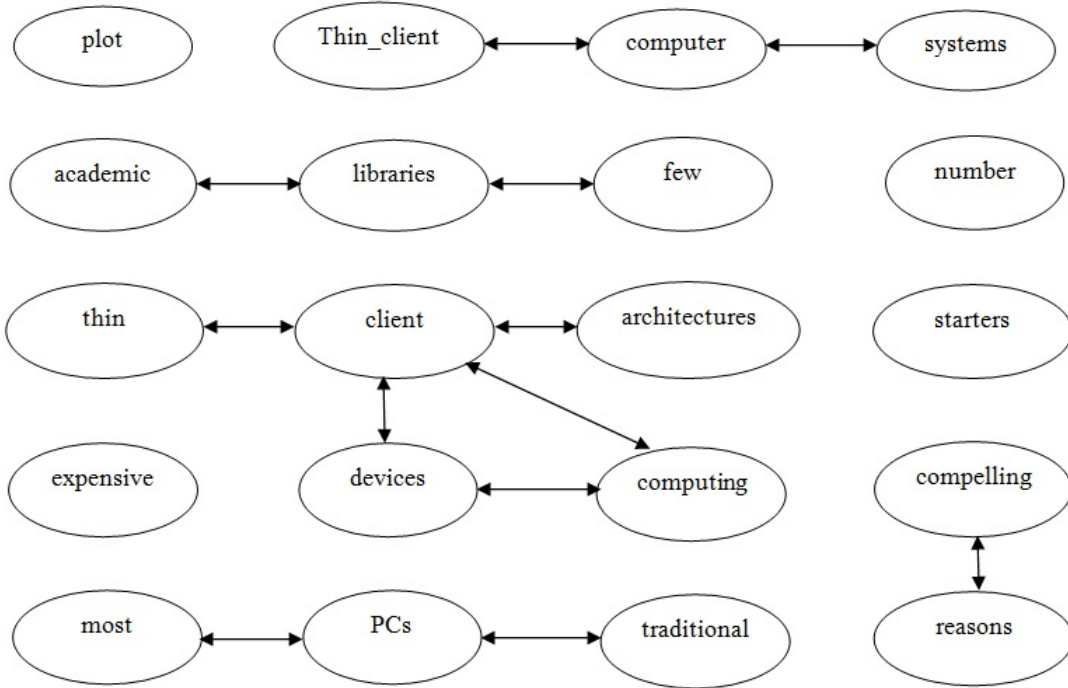 plot
Thin_client
computer
systems
academic
libraries
few
number
thin
client
architectures
starters
expensive
devices
computing
compelling
most
PCs
traditional
reasons